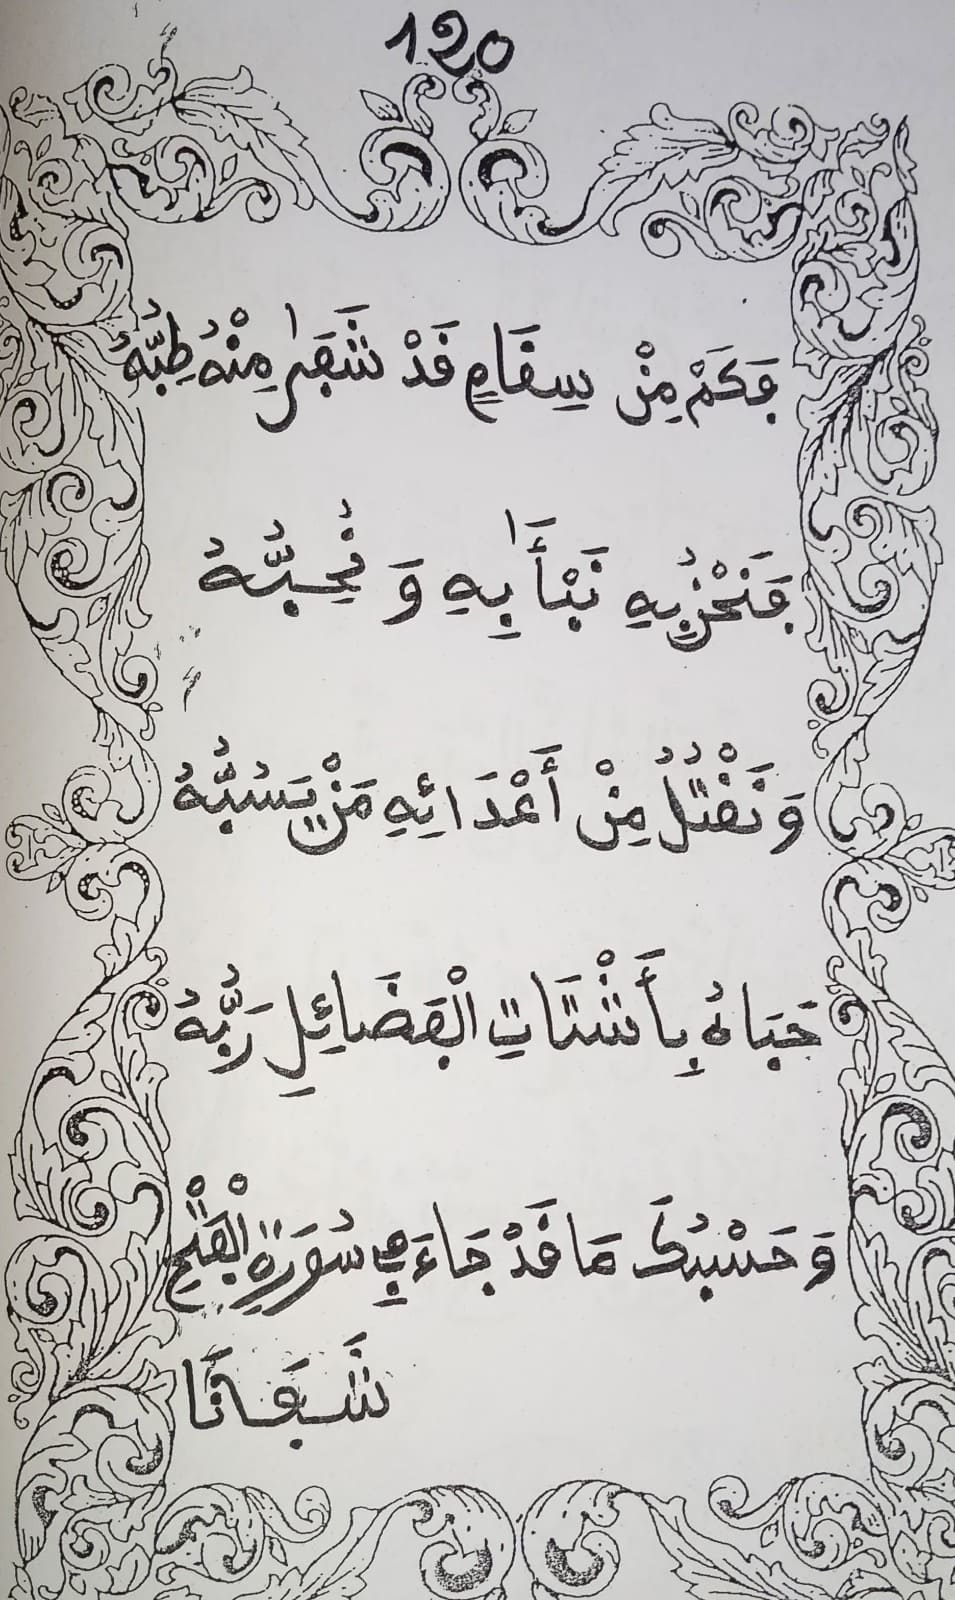 120
فَكَمْ مِنْ سِقَامٍ قَدْ شَفَىٰ مِنْهُ طِبُّهُ
فَنَحْنُ بِهِ نَبْأَٰ بِهِ وَنُحِبُّهُ
وَنَقْتُلُ مِنْ أَعْدَائِهِ مَنْ يَسُبُّهُ
حَبَاهُ بِأَشْتَاتِ الْفَضَائِلِ رَبُّهُ
وَحَسْبُكَ مَا قَدْ جَاءَ فِي سُورَةِ الْفَتْحِ
شَفَانَا